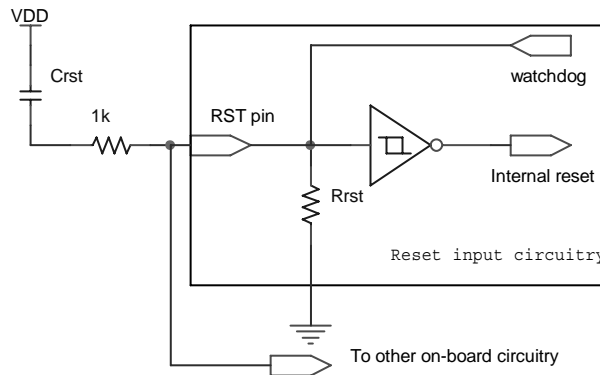 VDD
Crst
1k
RST pin
watchdog
Internal reset
Rrst
Reset input circuitry
To other on-board circuitry